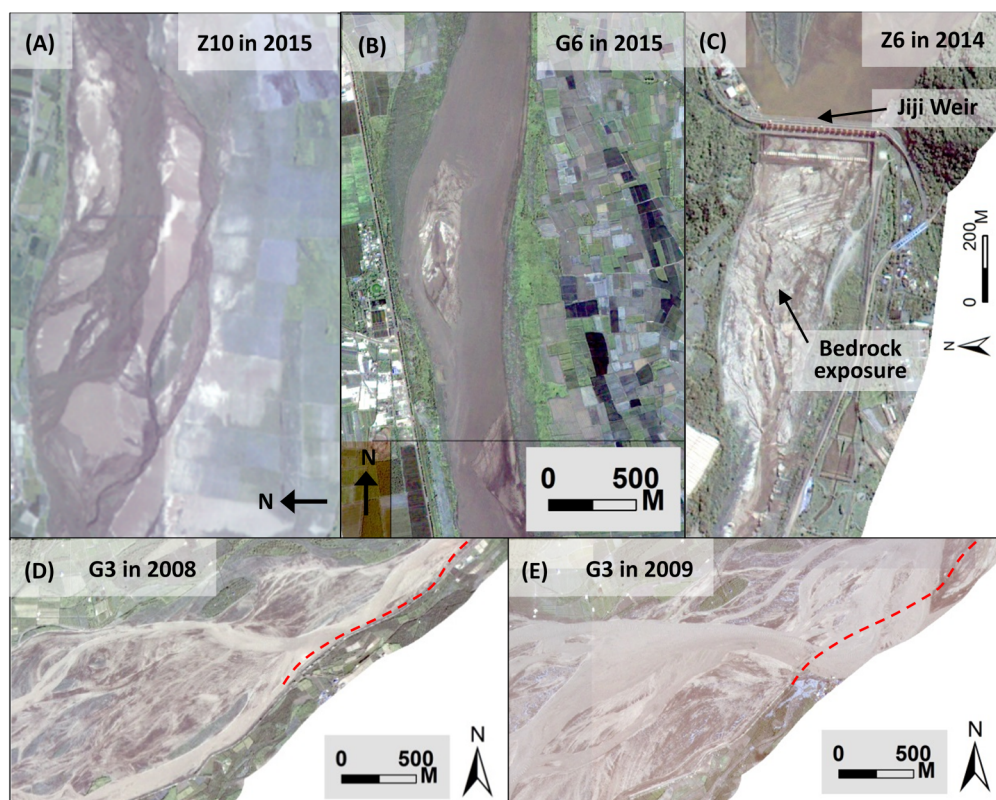 (A)
Z10 in 2015
N
(B)
G6 in 2015
N
0 500
M
(C)
Z6 in 2014
Jiji Weir
Bedrock
exposure
0 200
M
N
(D)
G3 in 2008
0 500
M
N
(E)
G3 in 2009
0 500
M
N